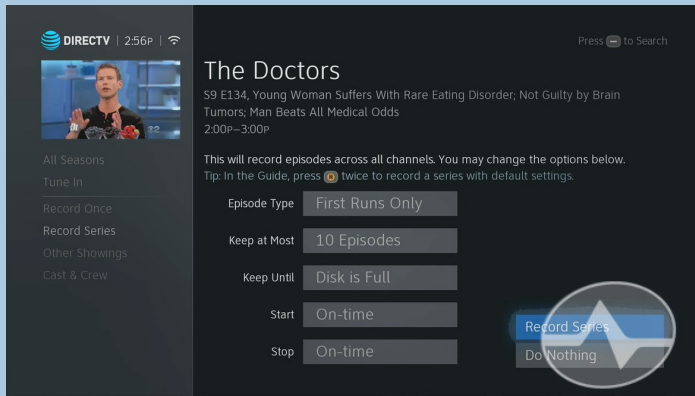 DIRECTV | 2:56P |
Press to Search
The Doctors
S9 E134, Young Woman Suffers With Rare Eating Disorder; Not Guilty by Brain
Tumors; Man Beats All Medical Odds
2:00P–3:00P
All Seasons
Tune In
Record Once
Record Series
Other Showings
Cast & Crew
This will record episodes across all channels. You may change the options below.
Tip: In the Guide, press R twice to record a series with default settings.
Episode Type First Runs Only
Keep at Most 10 Episodes
Keep Until Disk is Full
Start On-time
Stop On-time
Record Series
Do Nothing